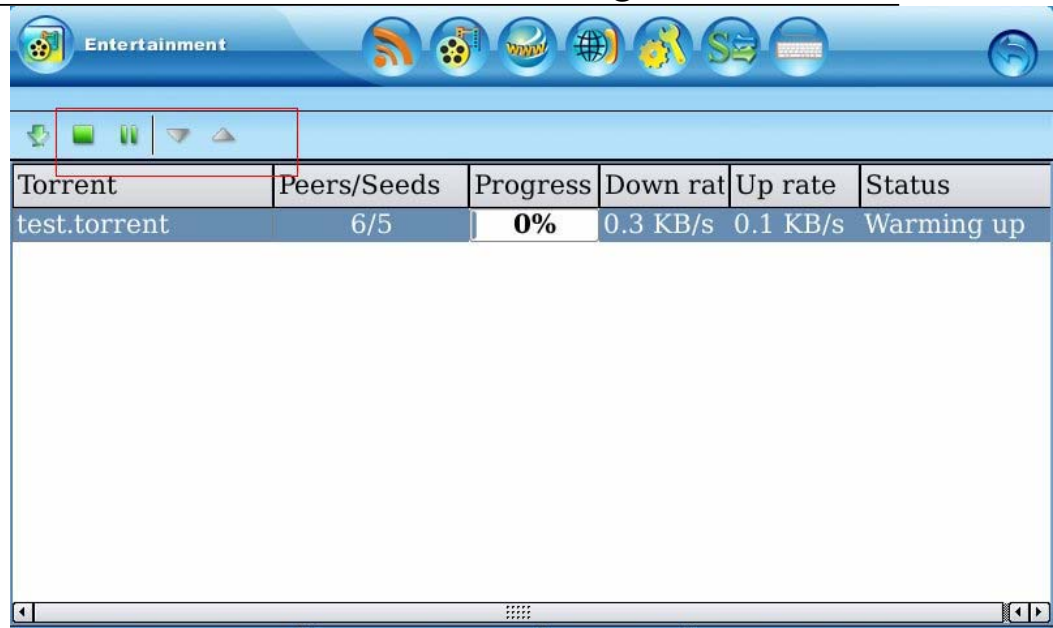 Entertainment
www
S
Torrent Peers/Seeds Progress Down rat Up rate Status
test.torrent 6/5 0% 0.3 KB/s 0.1 KB/s Warming up